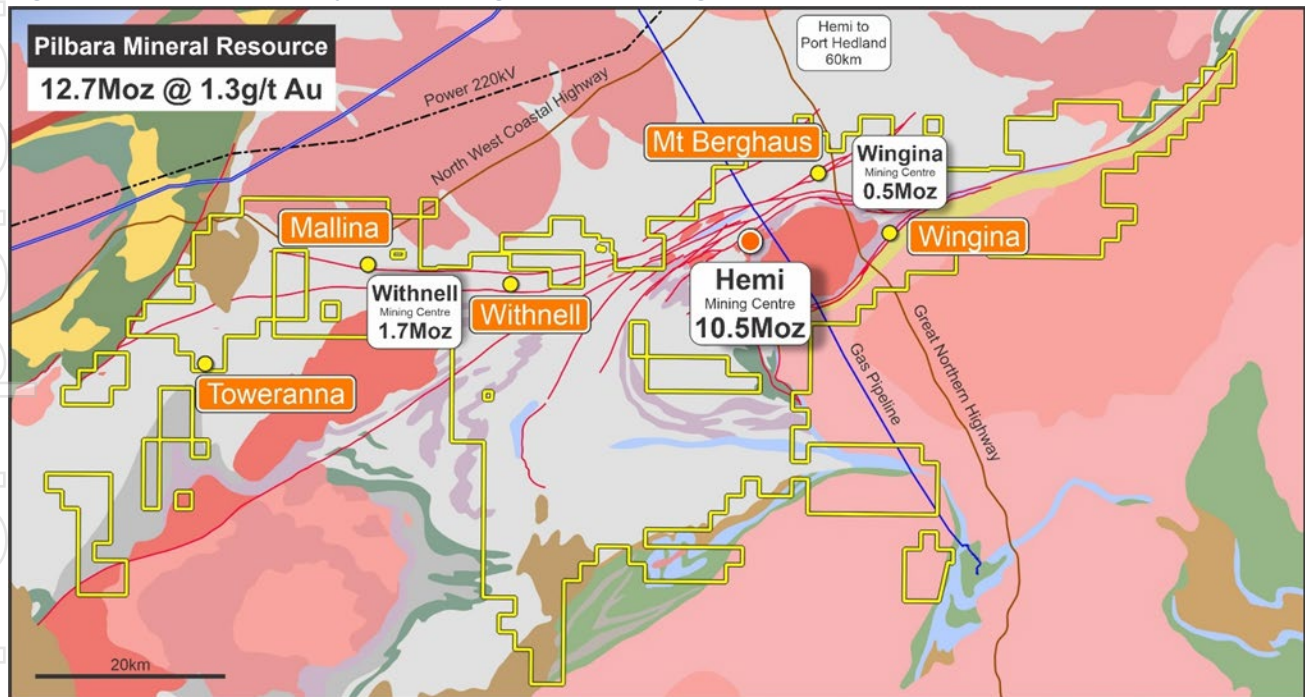 Pilbara Mineral Resource
12.7Moz @ 1.3g/t Au
Power 220kV
North West Coastal Highway
Hemi to
Port Hedland
60km
Mt Berghaus
Wingina
Mining Centre
0.5Moz
Mallina
Wingina
Withnell
Mining Centre
1.7Moz
Withnell
Hemi
Mining Centre
10.5Moz
Toweranna
Gas Pipeline
Great Northern Highway
20km